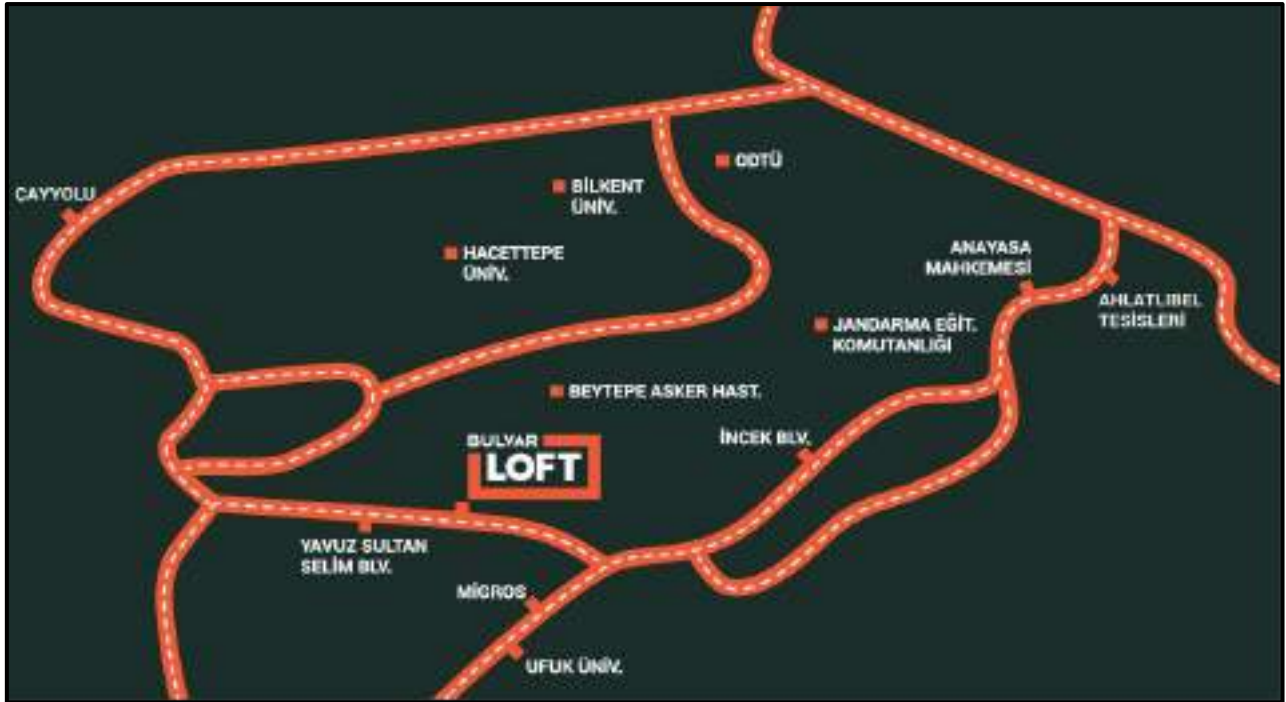 ODTÜ
ÇAYYOLU
BİLKENT
ÜNİV.
HACETTEPE
ÜNİV.
ANAYASA
MAHKEMESİ
AHLATLIBEL
TESİSLERİ
JANDARMA EĞİT.
KOMUTANLIĞI
BEYTEPE ASKER HAST.
BULVAR
LOFT
İNCEK BLV.
YAVUZ SULTAN
SELİM BLV.
MİGROS
UFUK ÜNİV.